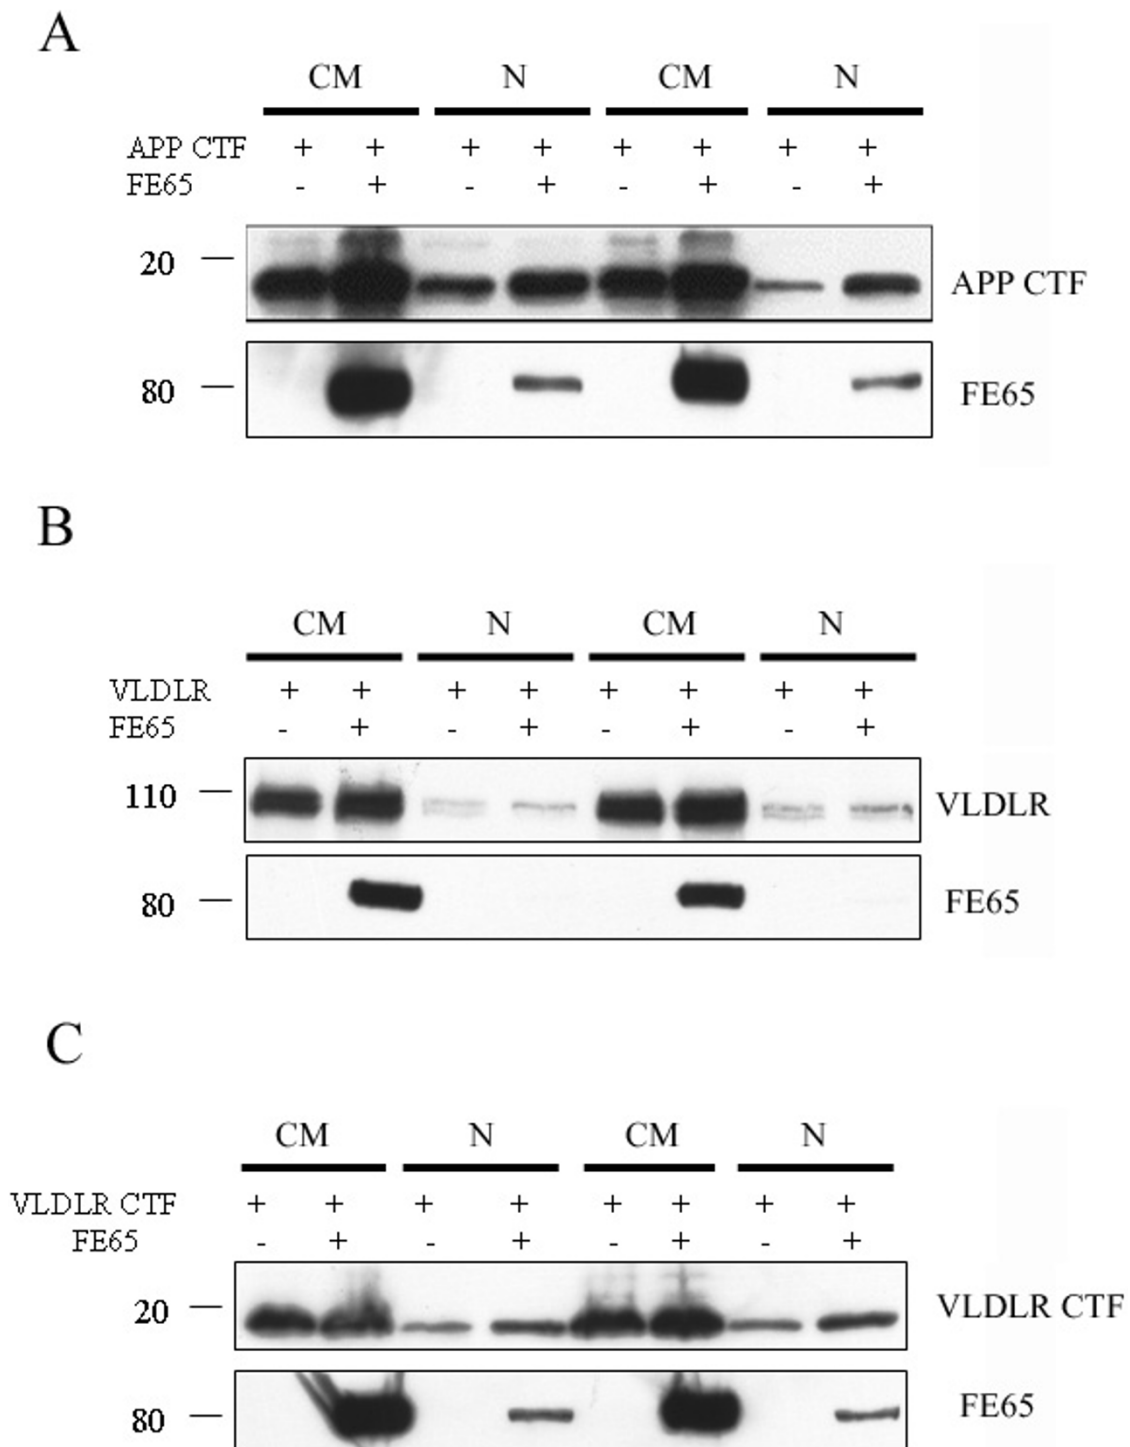 A
CM N CM N
APP CTF + + + + + + + +
FE65 - + - + - + - +
20 APP CTF
80 FE65
B
CM N CM N
VLDLR + + + + + + + +
FE65 - + - + - + - +
110 VLDLR
80 FE65
C
CM N CM N
VLDLR CTF + + + + + + + +
FE65 - + - + - + - +
20 VLDLR CTF
80 FE65